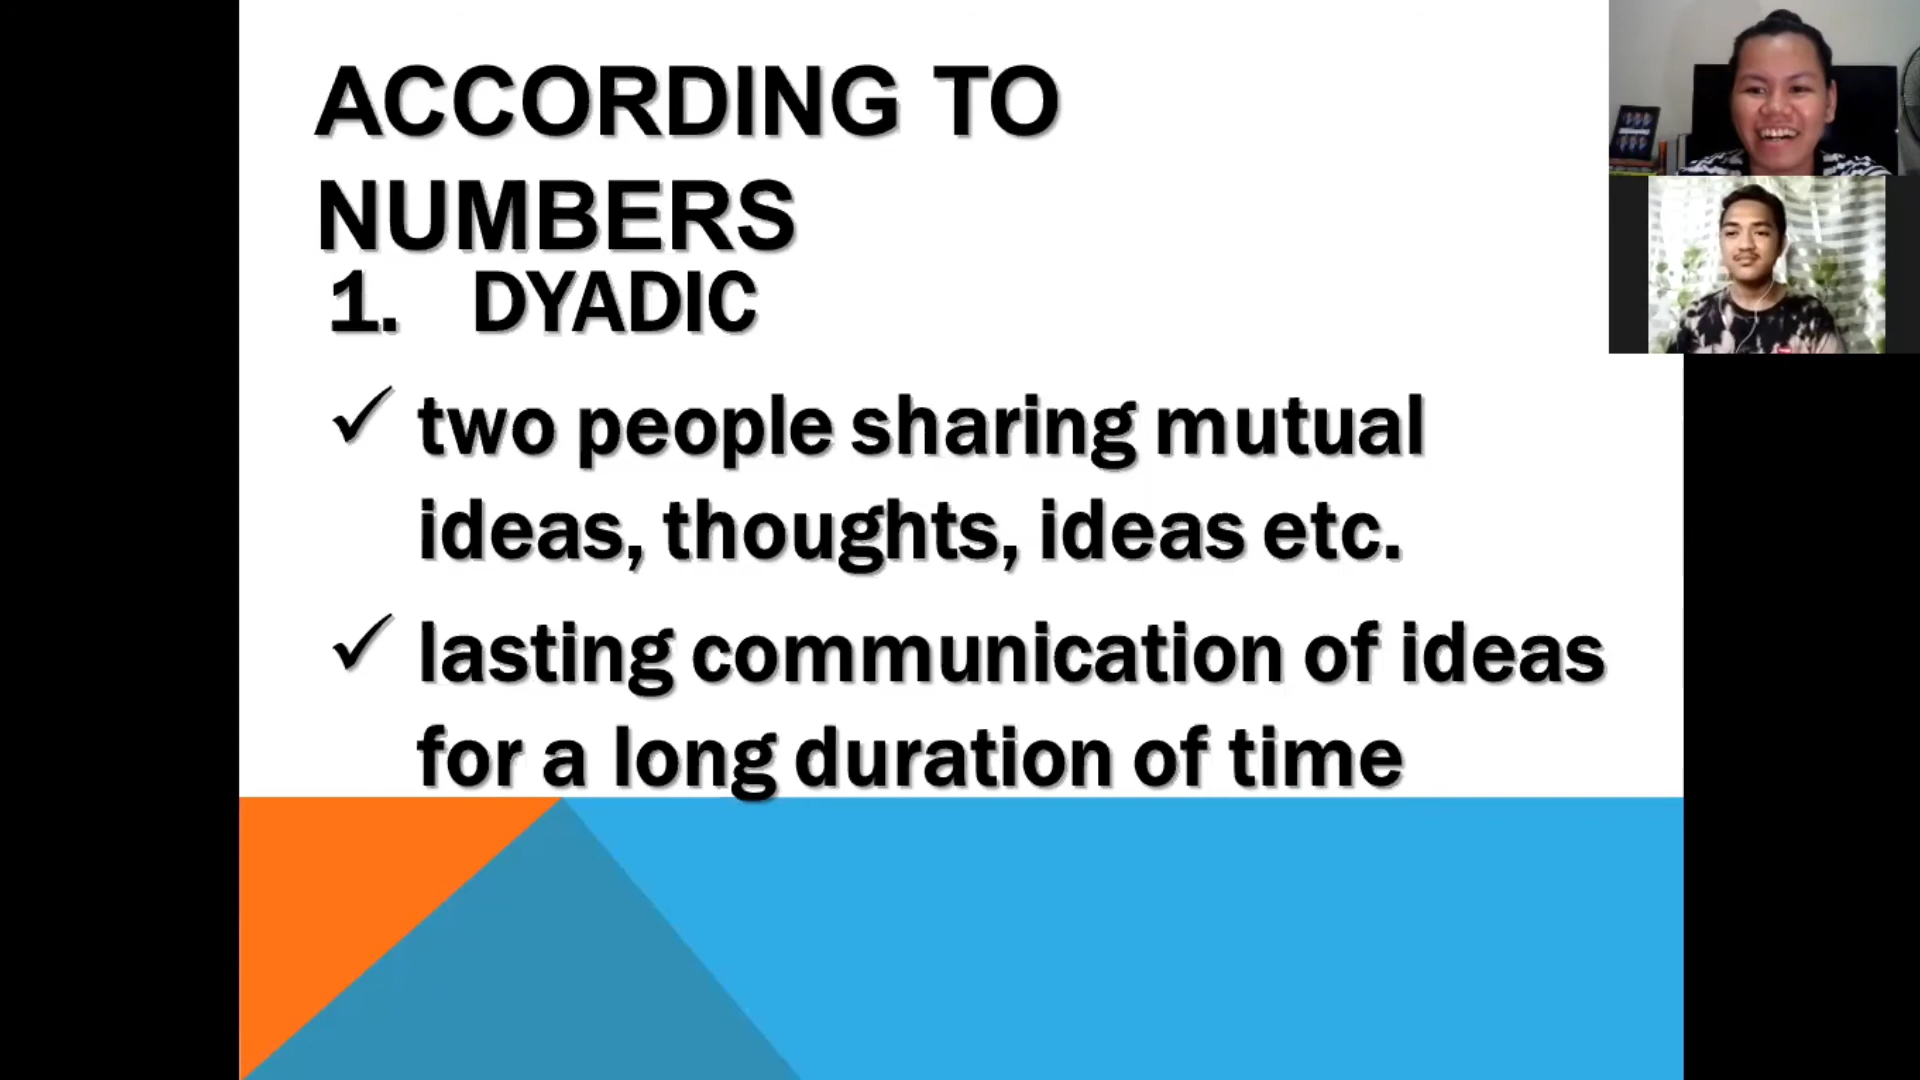 ACCORDING TO
NUMBERS
1. DYADIC
✓ two people sharing mutual
ideas, thoughts, ideas etc.
✓ lasting communication of ideas
for a long duration of time